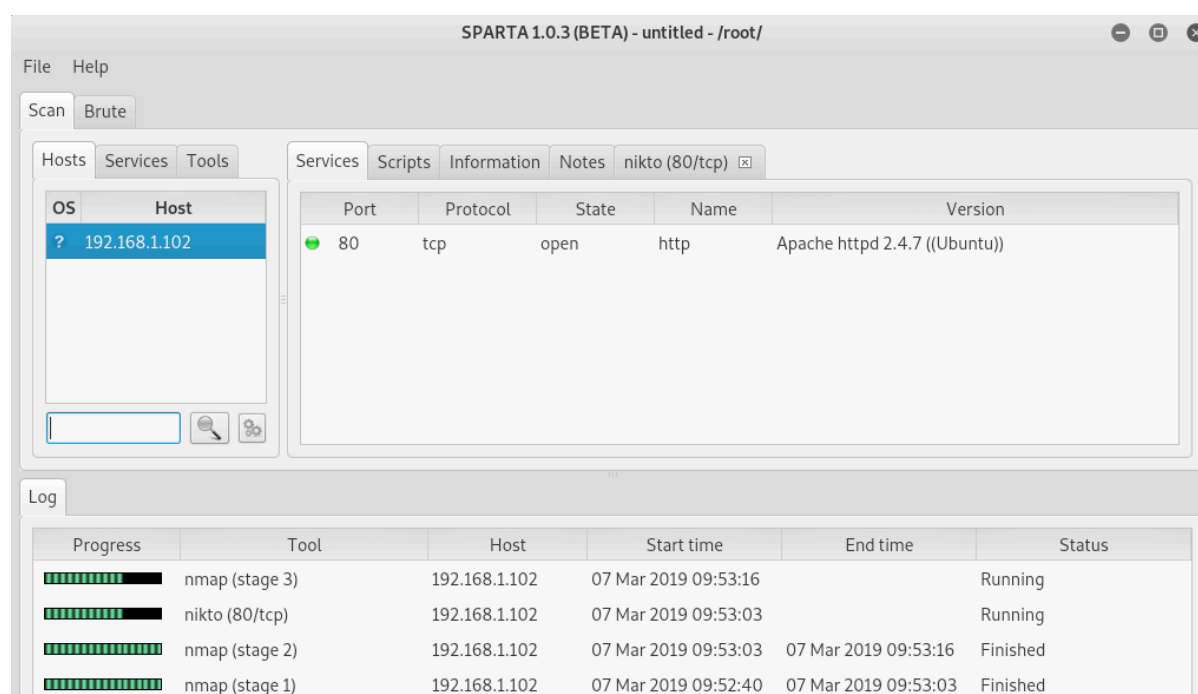 SPARTA 1.0.3 (BETA) - untitled - /root/
File Help
Scan Brute
Hosts Services Tools
Services Scripts Information Notes nikto (80/tcp)
OS Host
Port Protocol State Name Version
? 192.168.1.102
80 tcp open http Apache httpd 2.4.7 ((Ubuntu))
Log
Progress Tool Host Start time End time Status
nmap (stage 3) 192.168.1.102 07 Mar 2019 09:53:16 Running
nikto (80/tcp) 192.168.1.102 07 Mar 2019 09:53:03 Running
nmap (stage 2) 192.168.1.102 07 Mar 2019 09:53:03 07 Mar 2019 09:53:16 Finished
nmap (stage 1) 192.168.1.102 07 Mar 2019 09:52:40 07 Mar 2019 09:53:03 Finished